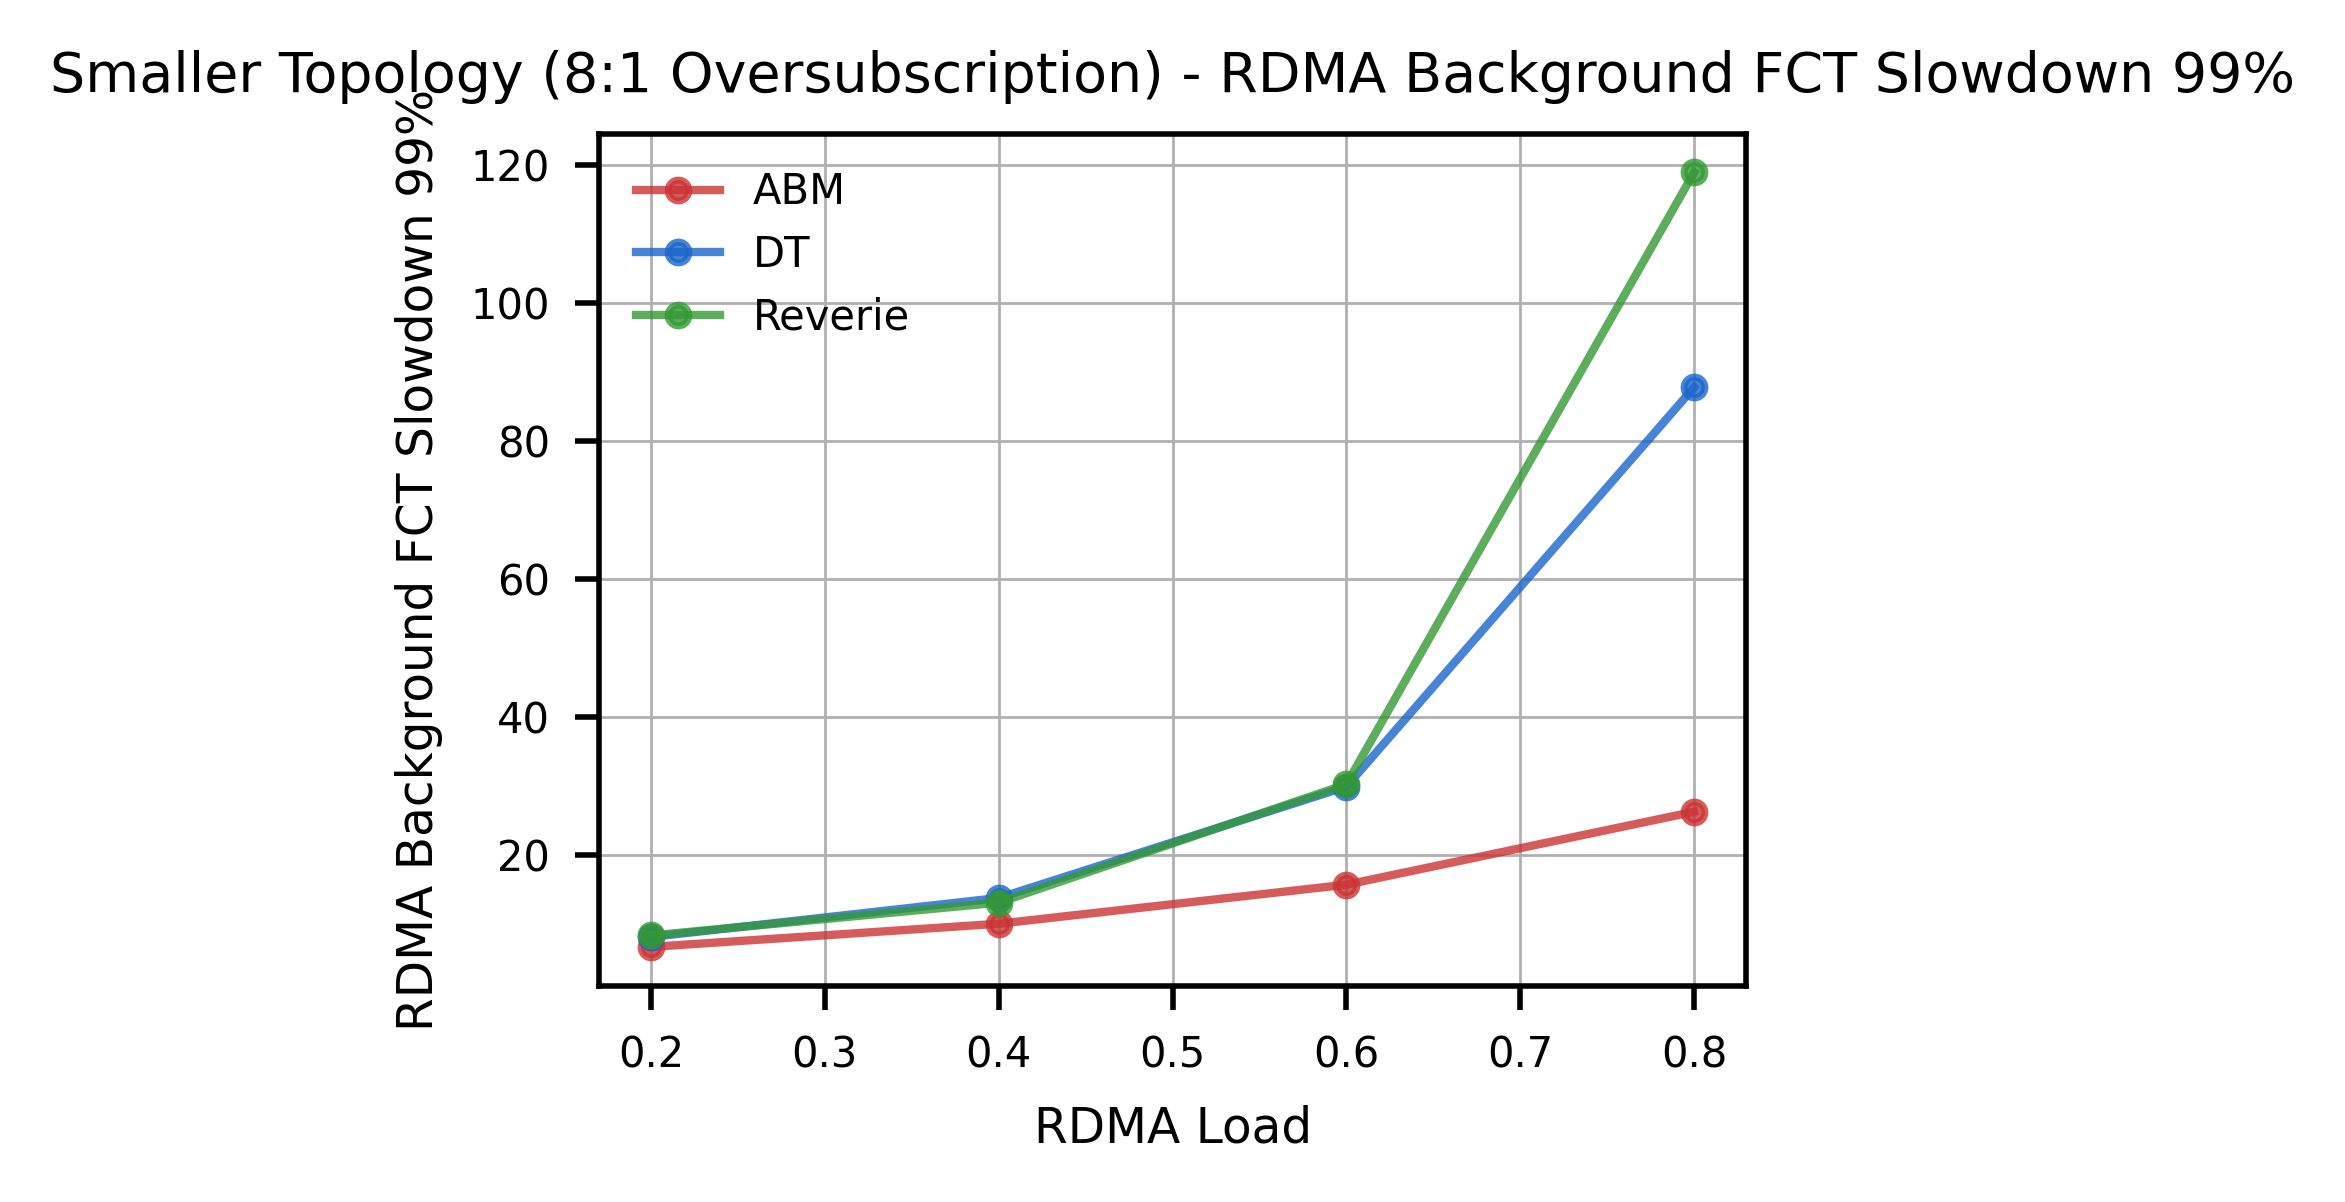 Smaller Topology (8:1 Oversubscription) - RDMA Background FCT Slowdown 99%
RDMA Background FCT Slowdown 99%
120
100
80
60
40
20
ABM
DT
Reverie
0.2 0.3 0.4 0.5 0.6 0.7 0.8
RDMA Load